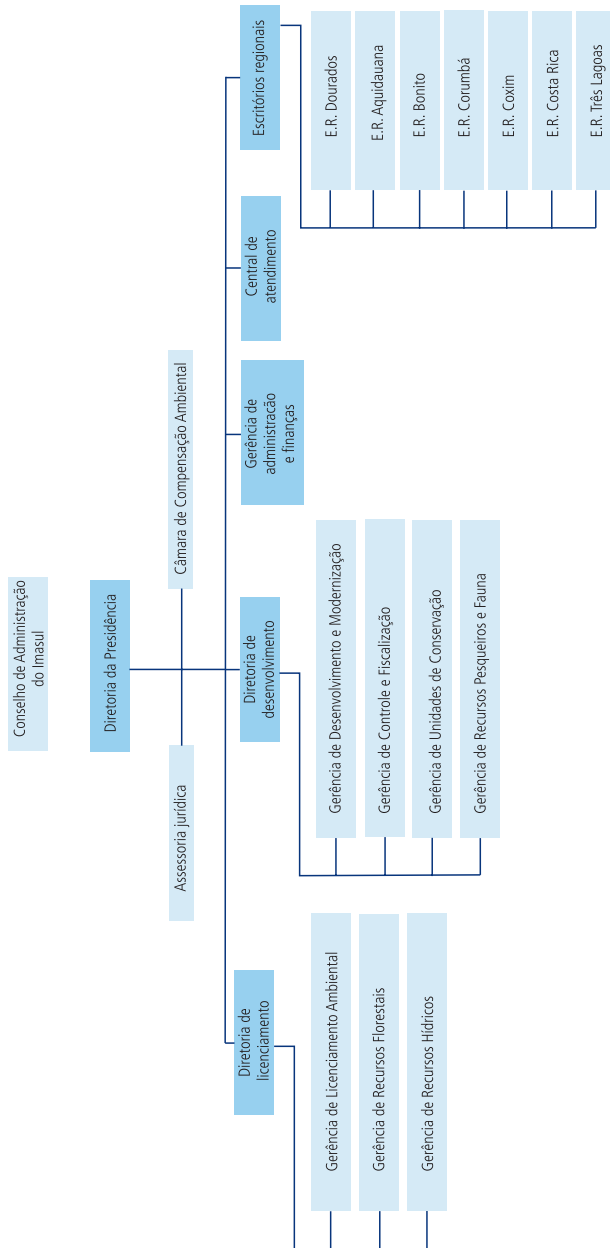 Conselho de Administração
do Imasul
Diretoria da Presidência
Assessoria jurídica
Câmara de Compensação Ambiental
Diretoria de
licenciamento
Gerência de Licenciamento Ambiental
Gerência de Recursos Florestais
Gerência de Recursos Hídricos
Diretoria de
desenvolvimento
Gerência de Desenvolvimento e Modernização
Gerência de Controle e Fiscalização
Gerência de Unidades de Conservação
Gerência de Recursos Pesqueiros e Fauna
Gerência de
administracão
e finanças
Central de
atendimento
Escritórios regionais
E.R. Dourados
E.R. Aquidauana
E.R. Bonito
E.R. Corumbá
E.R. Coxim
E.R. Costa Rica
E.R. Três Lagoas